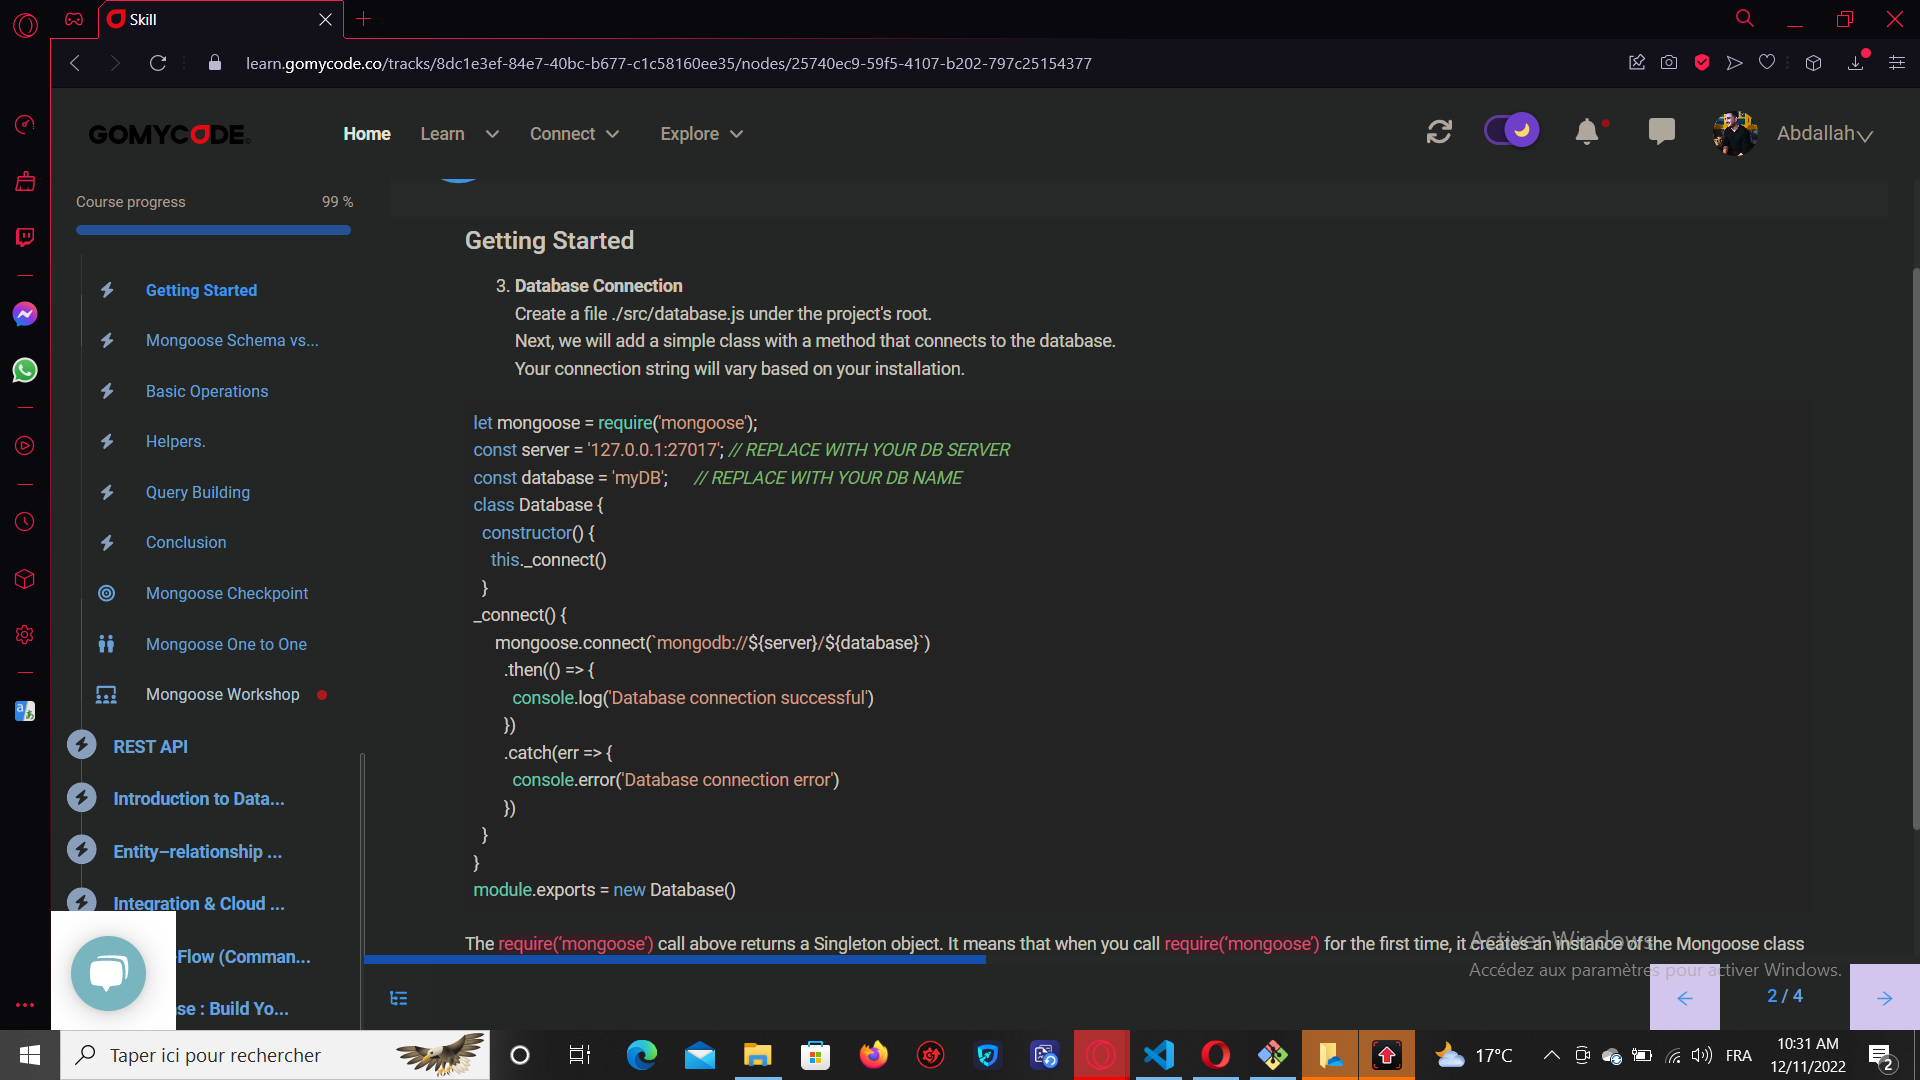 Skill
learn.gomycode.co/tracks/8dc1e3ef-84e7-40bc-b677-c1c58160ee35/nodes/25740ec9-59f5-4107-b202-797c25154377
GOMYCODE
Home
Learn
Connect
Explore
Abdallah
Course progress
99 %
Getting Started
Mongoose Schema vs...
Basic Operations
Helpers.
Query Building
Conclusion
Mongoose Checkpoint
Mongoose One to One
Mongoose Workshop
REST API
Introduction to Data...
Entity–relationship ...
Integration & Cloud ...
Flow (Comman...
se : Build Yo...
Getting Started
3. Database Connection
Create a file ./src/database.js under the project's root.
Next, we will add a simple class with a method that connects to the database.
Your connection string will vary based on your installation.
let mongoose = require('mongoose');
const server = '127.0.0.1:27017'; // REPLACE WITH YOUR DB SERVER
const database = 'myDB';      // REPLACE WITH YOUR DB NAME
class Database {
  constructor() {
    this._connect()
  }
_connect() {
     mongoose.connect(`mongodb://${server}/${database}`)
       .then(() => {
         console.log('Database connection successful')
       })
       .catch(err => {
         console.error('Database connection error')
       })
  }
}
module.exports = new Database()
The require('mongoose') call above returns a Singleton object. It means that when you call require('mongoose') for the first time, it creates an instance of the Mongoose class
Activer Windows
Accédez aux paramètres pour activer Windows.
2 / 4
Taper ici pour rechercher
17°C
FRA
10:31 AM
12/11/2022
2